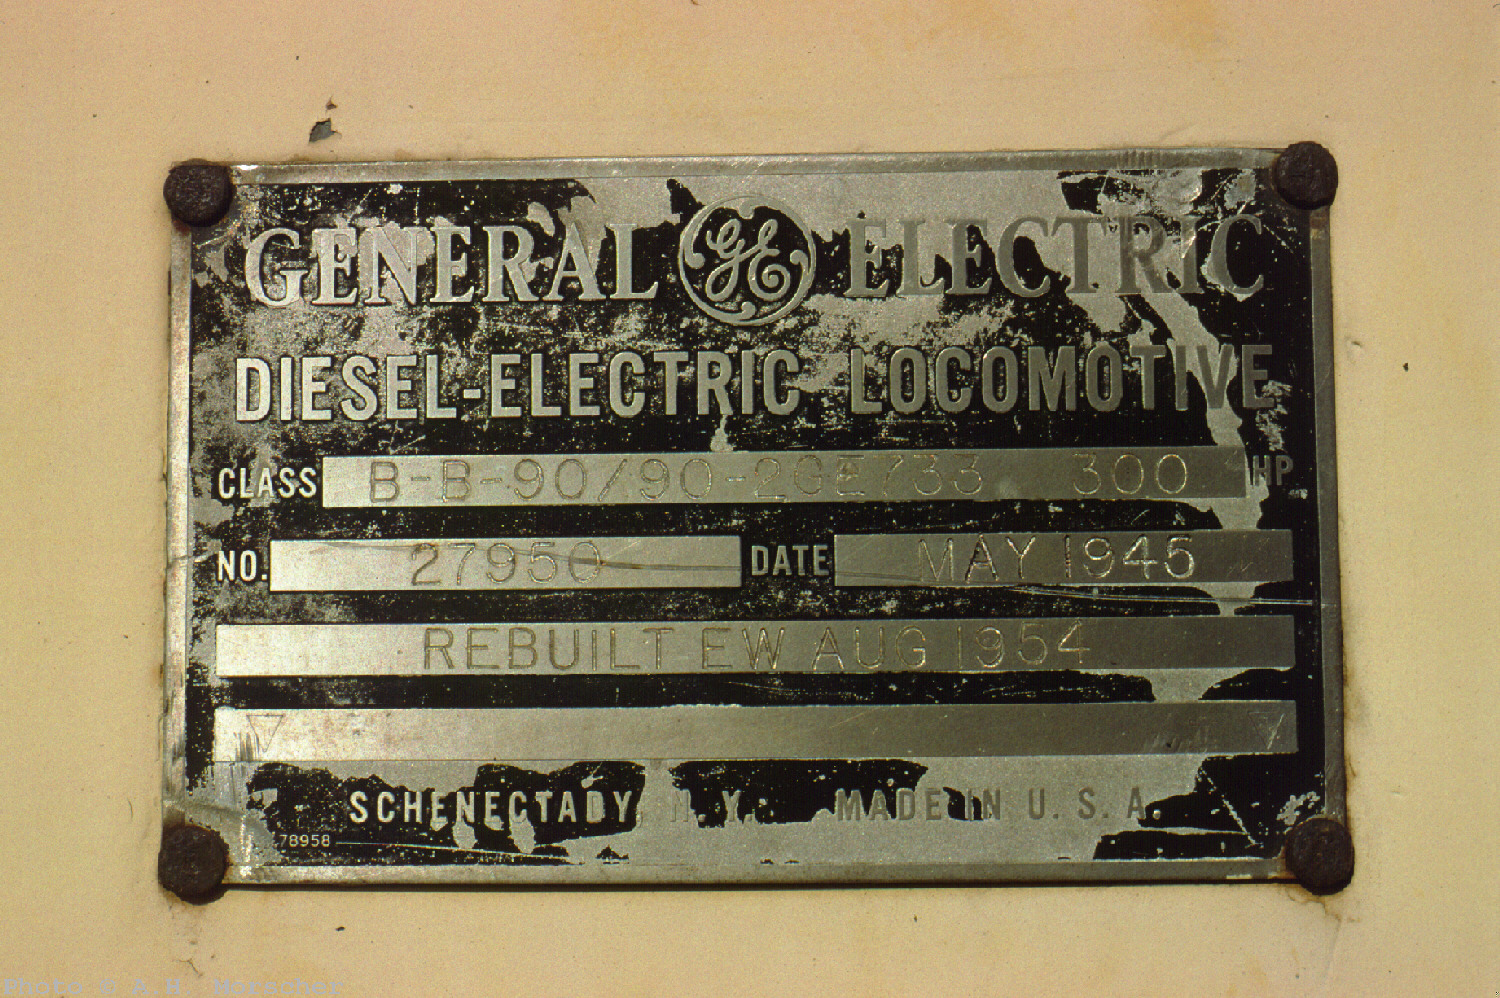 GENERAL GE ELECTRIC
DIESEL-ELECTRIC LOCOMOTIVE
CLASS B-B-90/90-2GE733 300 HP
NO. 27950 DATE MAY 1945
REBUILT EW AUG 1954
SCHENECTADY, N. Y. MADE IN U. S. A.
78958
Photo © A.H.